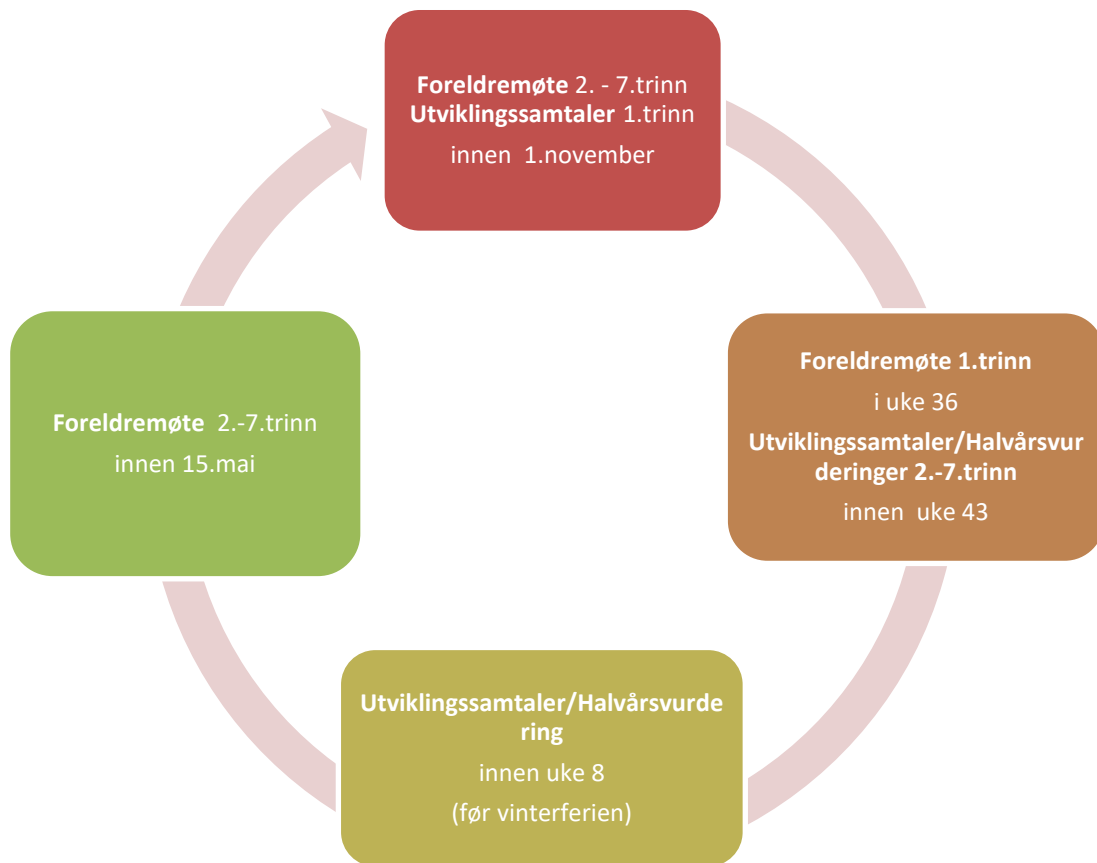 Foreldremøte 2. - 7.trinn
Utviklingssamtaler 1.trinn
innen 1.november
Foreldremøte 1.trinn
i uke 36
Utviklingssamtaler/Halvårsvur
deringer 2.-7.trinn
innen uke 43
Utviklingssamtaler/Halvårsvurde
ring
innen uke 8
(før vinterferien)
Foreldremøte 2.-7.trinn
innen 15.mai